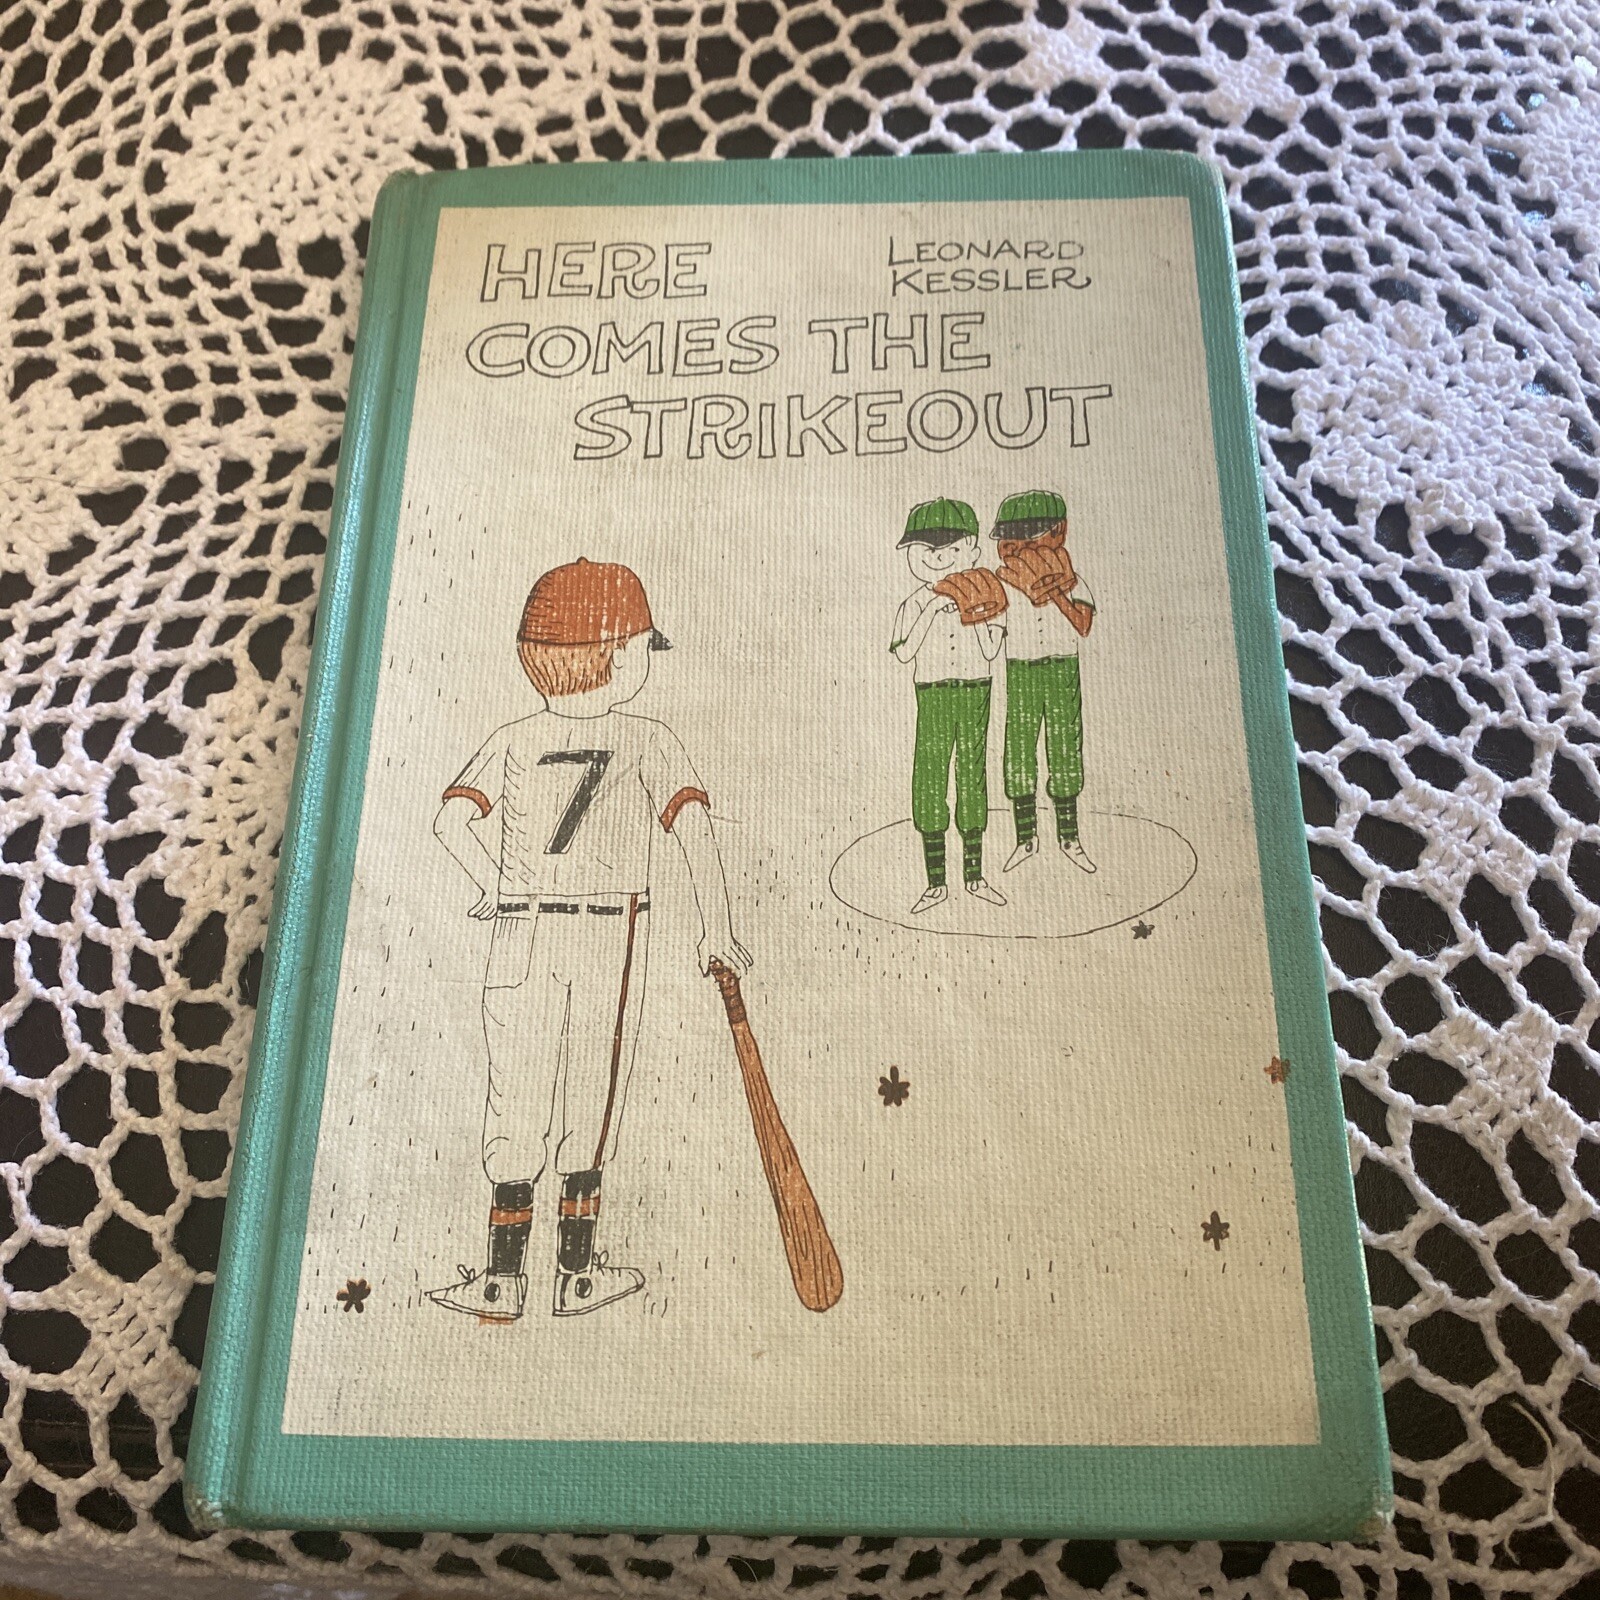 HERE
COMES THE
STRIKEOUT
LEONARD
KESSLER
7